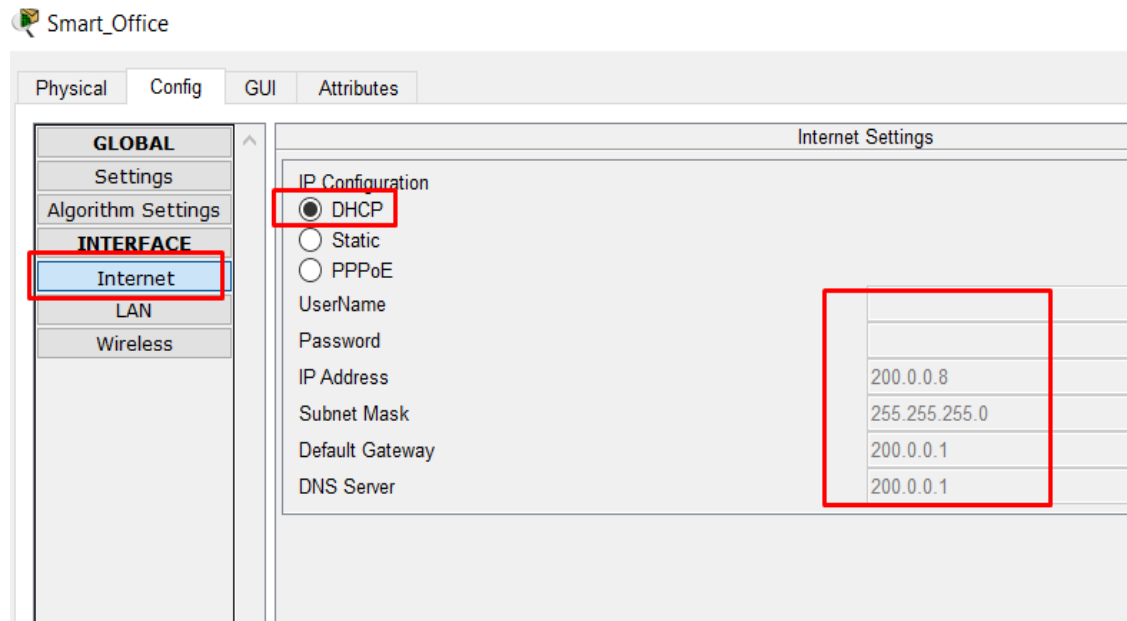 Smart_Office
Physical Config GUI Attributes
GLOBAL
Settings
Algorithm Settings
INTERFACE
Internet
LAN
Wireless
Internet Settings
IP Configuration
DHCP
Static
PPPoE
UserName
Password
IP Address 200.0.0.8
Subnet Mask 255.255.255.0
Default Gateway 200.0.0.1
DNS Server 200.0.0.1